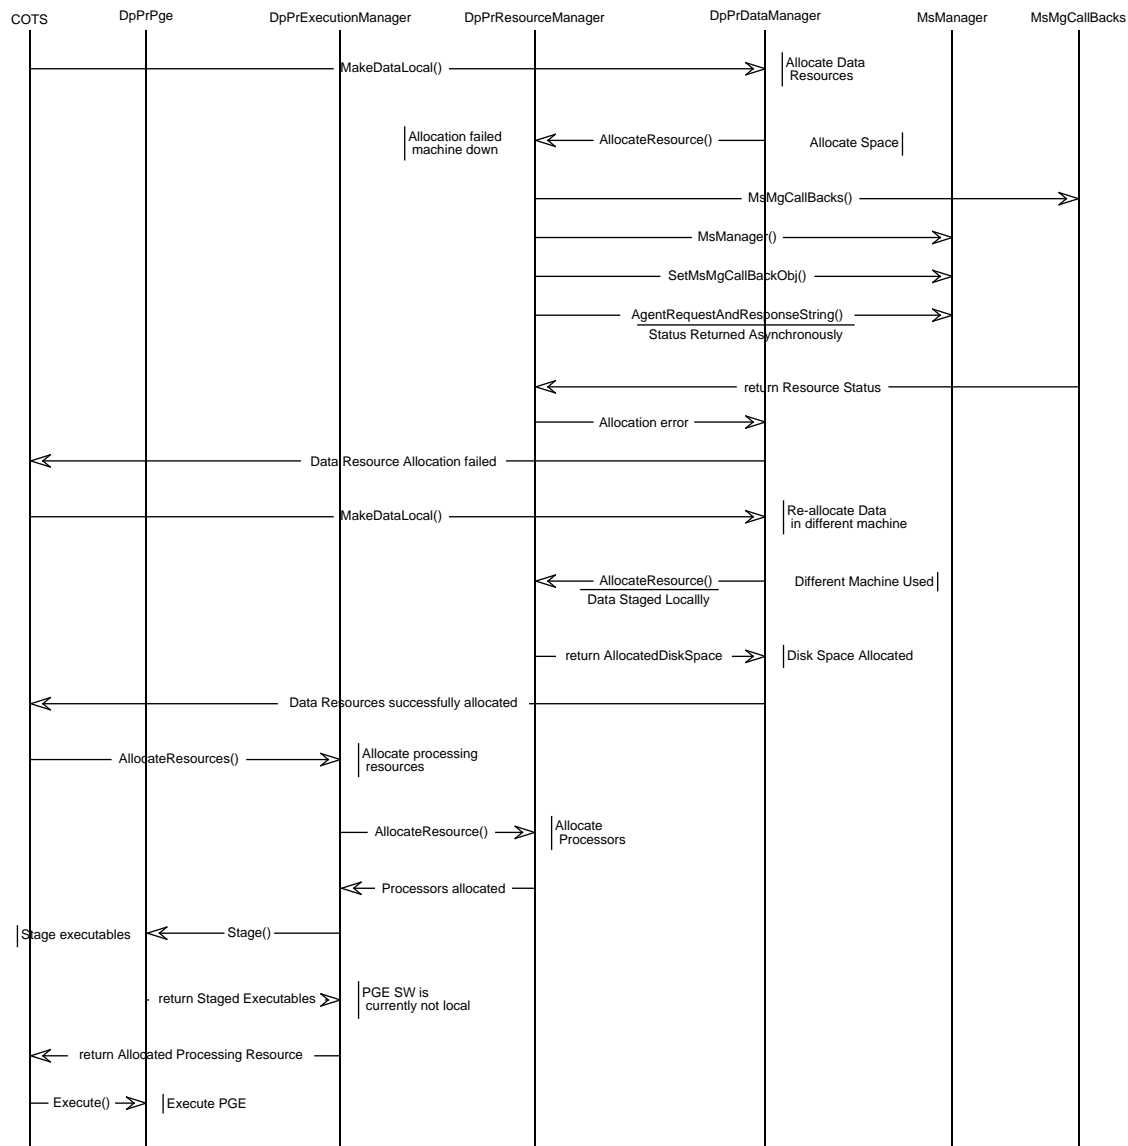 COTS
DpPrPge
DpPrExecutionManager
DpPrResourceManager
DpPrDataManager
MsManager
MsMgCallBacks
MakeDataLocal()
Allocate Data
Resources
Allocation failed
machine down
AllocateResource()
Allocate Space
MsMgCallBacks()
MsManager()
SetMsMgCallBackObj()
AgentRequestAndResponseString()
Status Returned Asynchronously
return Resource Status
Allocation error
Data Resource Allocation failed
MakeDataLocal()
Re-allocate Data
in different machine
AllocateResource()
Different Machine Used
Data Staged Locallly
return AllocatedDiskSpace
Disk Space Allocated
Data Resources successfully allocated
AllocateResources()
Allocate processing
resources
AllocateResource()
Allocate
Processors
Processors allocated
Stage executables
Stage()
return Staged Executables
PGE SW is
currently not local
return Allocated Processing Resource
Execute()
Execute PGE